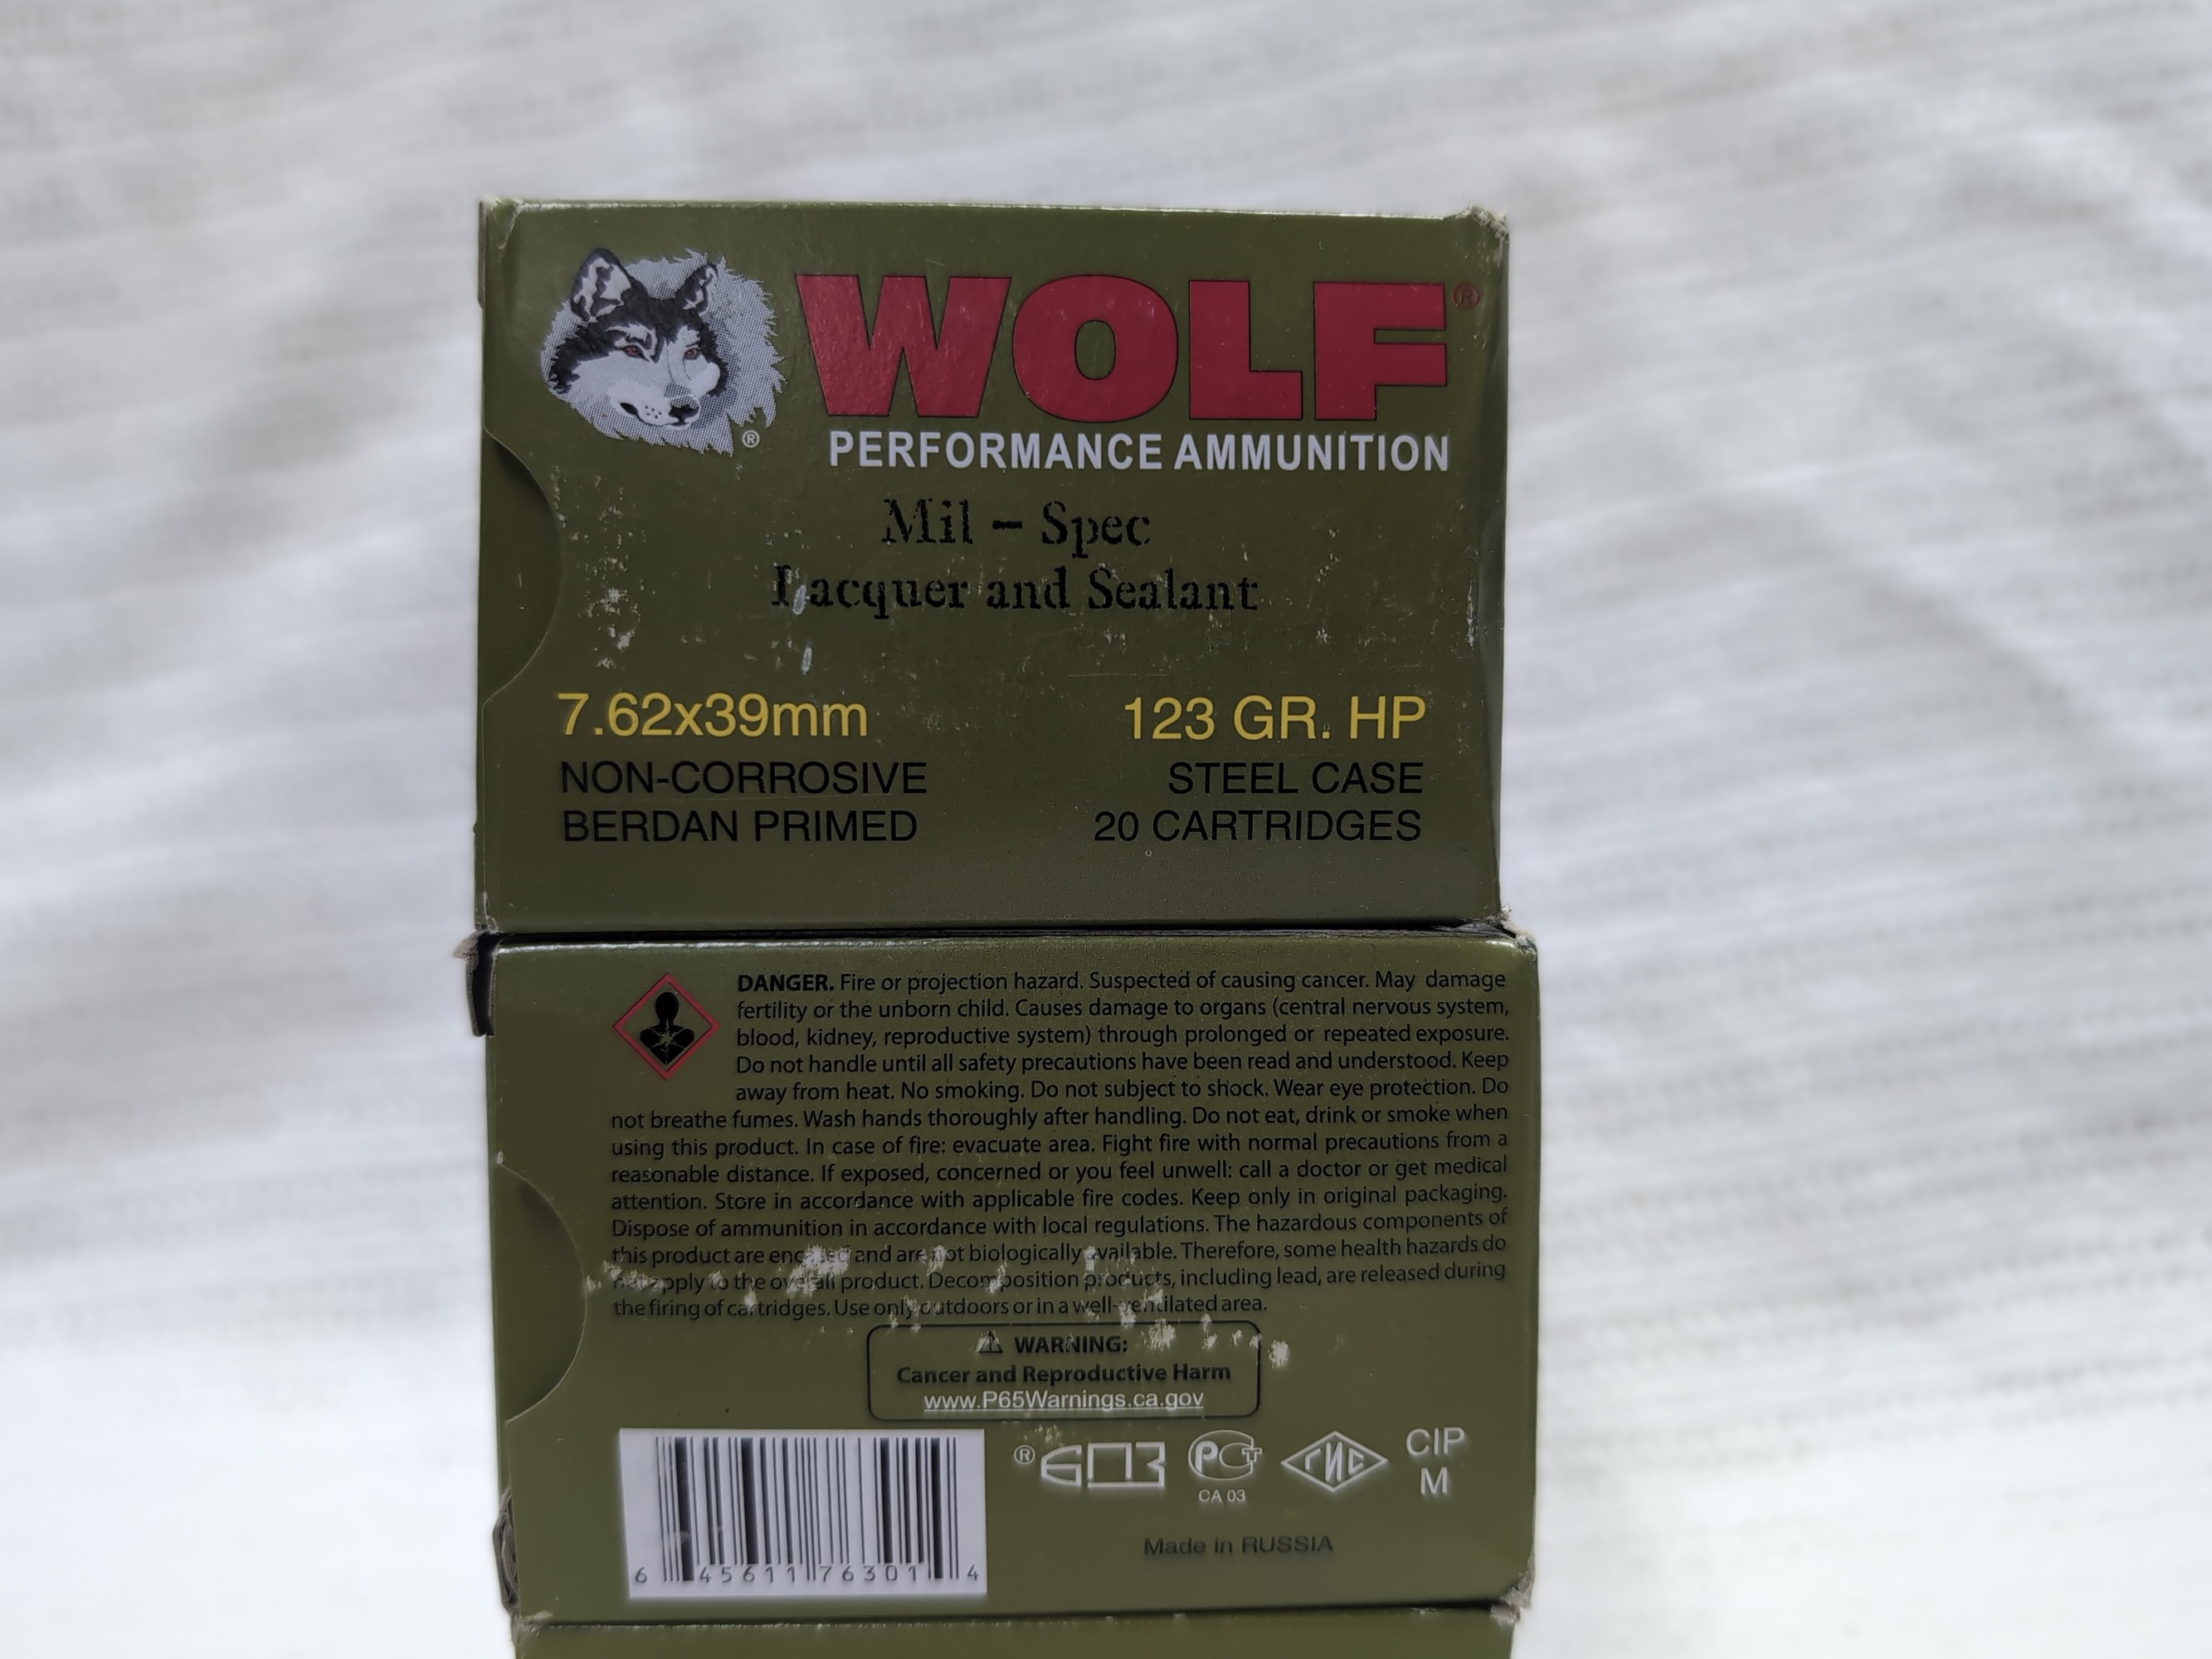 WOLF®
®
PERFORMANCE AMMUNITION
Mil – Spec
Lacquer and Sealant
7.62x39mm 123 GR. HP
NON-CORROSIVE STEEL CASE
BERDAN PRIMED 20 CARTRIDGES
DANGER. Fire or projection hazard. Suspected of causing cancer. May damage
fertility or the unborn child. Causes damage to organs (central nervous system,
blood, kidney, reproductive system) through prolonged or repeated exposure.
Do not handle until all safety precautions have been read and understood. Keep
away from heat. No smoking. Do not subject to shock. Wear eye protection. Do
not breathe fumes. Wash hands thoroughly after handling. Do not eat, drink or smoke when
using this product. In case of fire: evacuate area. Fight fire with normal precautions from a
reasonable distance. If exposed, concerned or you feel unwell: call a doctor or get medical
attention. Store in accordance with applicable fire codes. Keep only in original packaging.
Dispose of ammunition in accordance with local regulations. The hazardous components of
this product are encased and are not biologically available. Therefore, some health hazards do
not apply to the overall product. Decomposition products, including lead, are released during
the firing of cartridges. Use only outdoors or in a well-ventilated area.
WARNING:
Cancer and Reproductive Harm
www.P65Warnings.ca.gov
® БПЗ РСТ ГИС CIP
CA 03 M
Made in RUSSIA
6 45611 76301 4